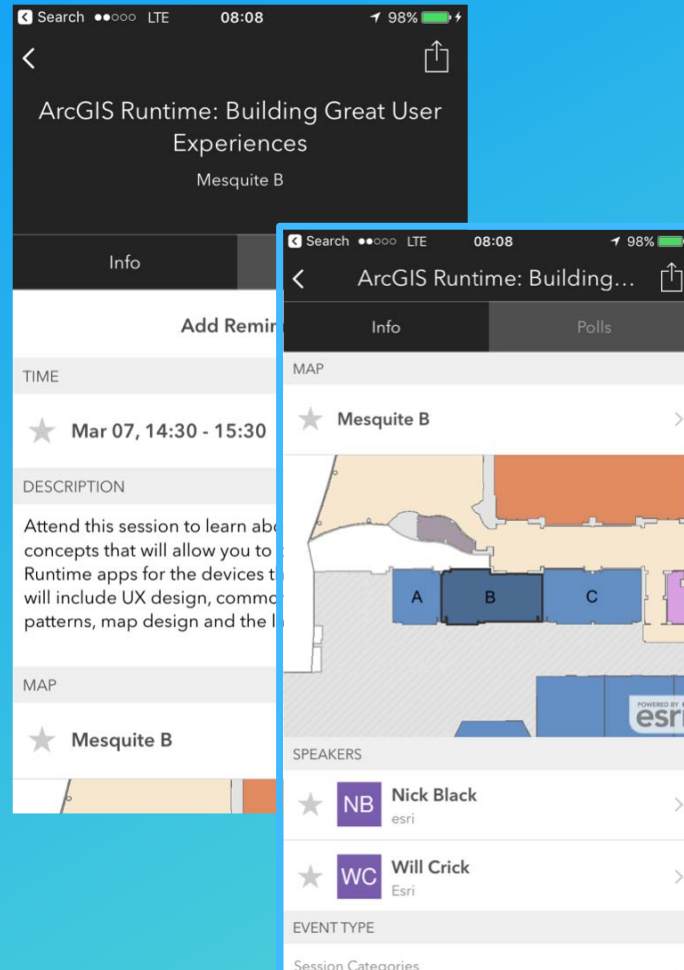 Search LTE 08:08 98%
ArcGIS Runtime: Building Great User
Experiences
Mesquite B
Info
Add Remin
TIME
Mar 07, 14:30 - 15:30
DESCRIPTION
Attend this session to learn abo
concepts that will allow you to
Runtime apps for the devices t
will include UX design, commo
patterns, map design and the l
MAP
Mesquite B
Search LTE 08:08 98%
ArcGIS Runtime: Building...
Info Polls
MAP
Mesquite B
A B C
POWERED BY
esri
SPEAKERS
NB Nick Black
esri
WC Will Crick
Esri
EVENT TYPE
Session Categories